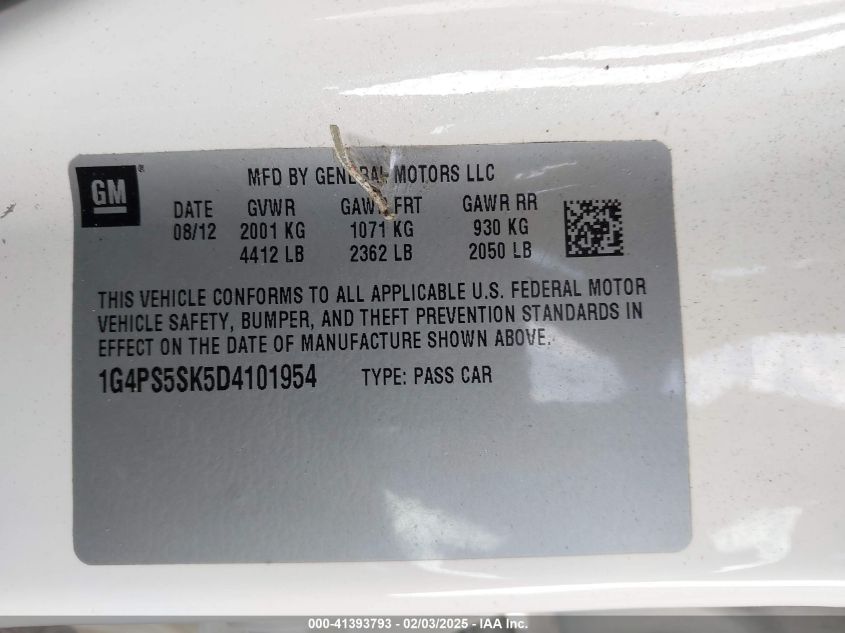 GM®
MFD BY GENERAL MOTORS LLC
DATE GVWR GAWR FRT GAWR RR
08/12 2001 KG 1071 KG 930 KG
4412 LB 2362 LB 2050 LB
THIS VEHICLE CONFORMS TO ALL APPLICABLE U.S. FEDERAL MOTOR
VEHICLE SAFETY, BUMPER, AND THEFT PREVENTION STANDARDS IN
EFFECT ON THE DATE OF MANUFACTURE SHOWN ABOVE.
1G4PS5SK5D4101954 TYPE: PASS CAR
000-41393793 - 02/03/2025 - IAA Inc.